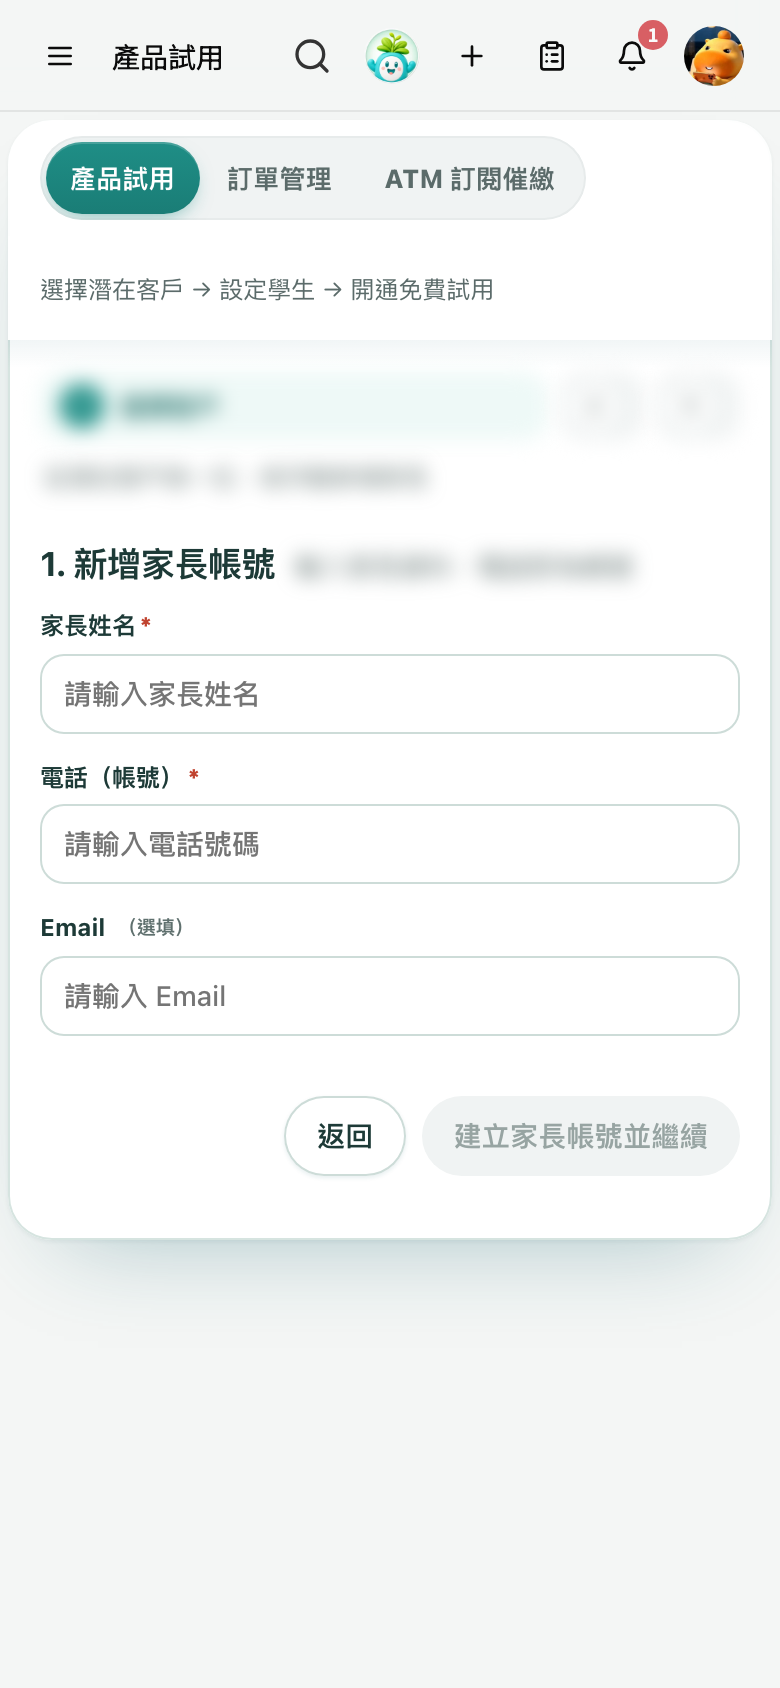 產品試用
1
產品試用 訂單管理 ATM 訂閱催繳
選擇潛在客戶 → 設定學生 → 開通免費試用
1. 新增家長帳號
家長姓名*
請輸入家長姓名
電話（帳號） *
請輸入電話號碼
Email （選填）
請輸入 Email
返回 建立家長帳號並繼續